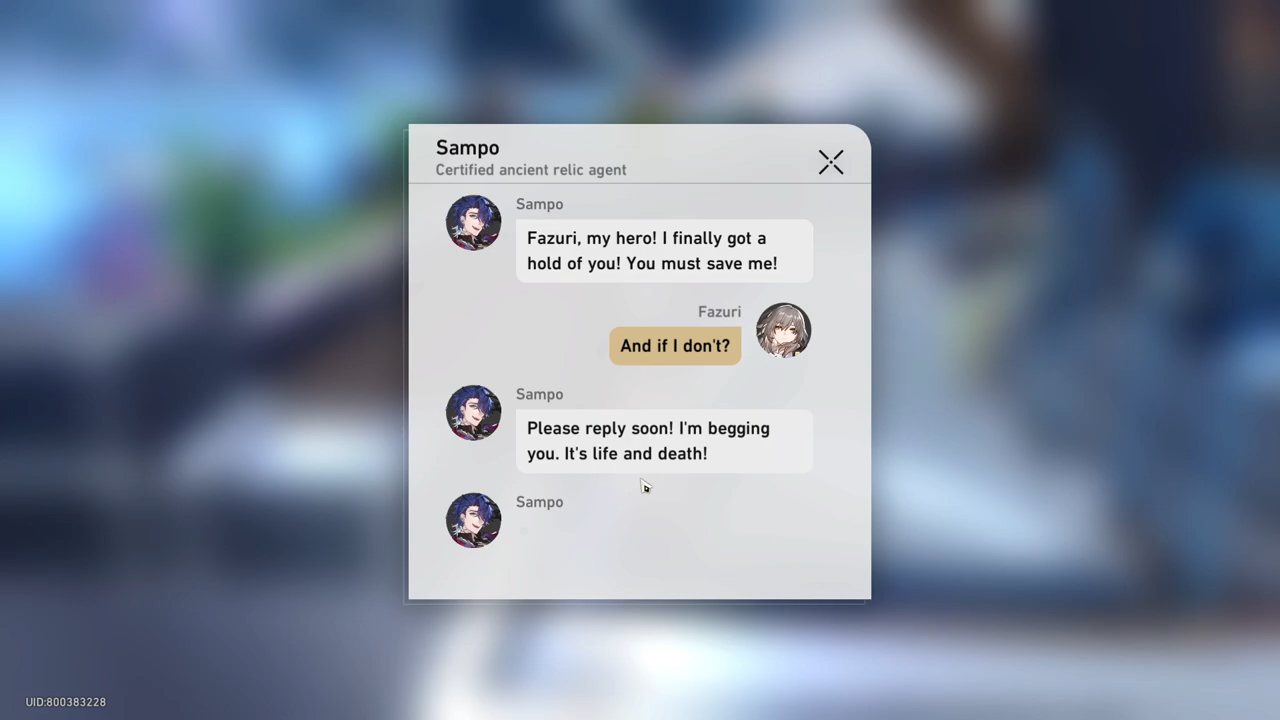 Sampo
Certified ancient relic agent
Sampo
Fazuri, my hero! I finally got a
hold of you! You must save me!
Fazuri
And if I don't?
Sampo
Please reply soon! I'm begging
you. It's life and death!
Sampo
UID:800383228